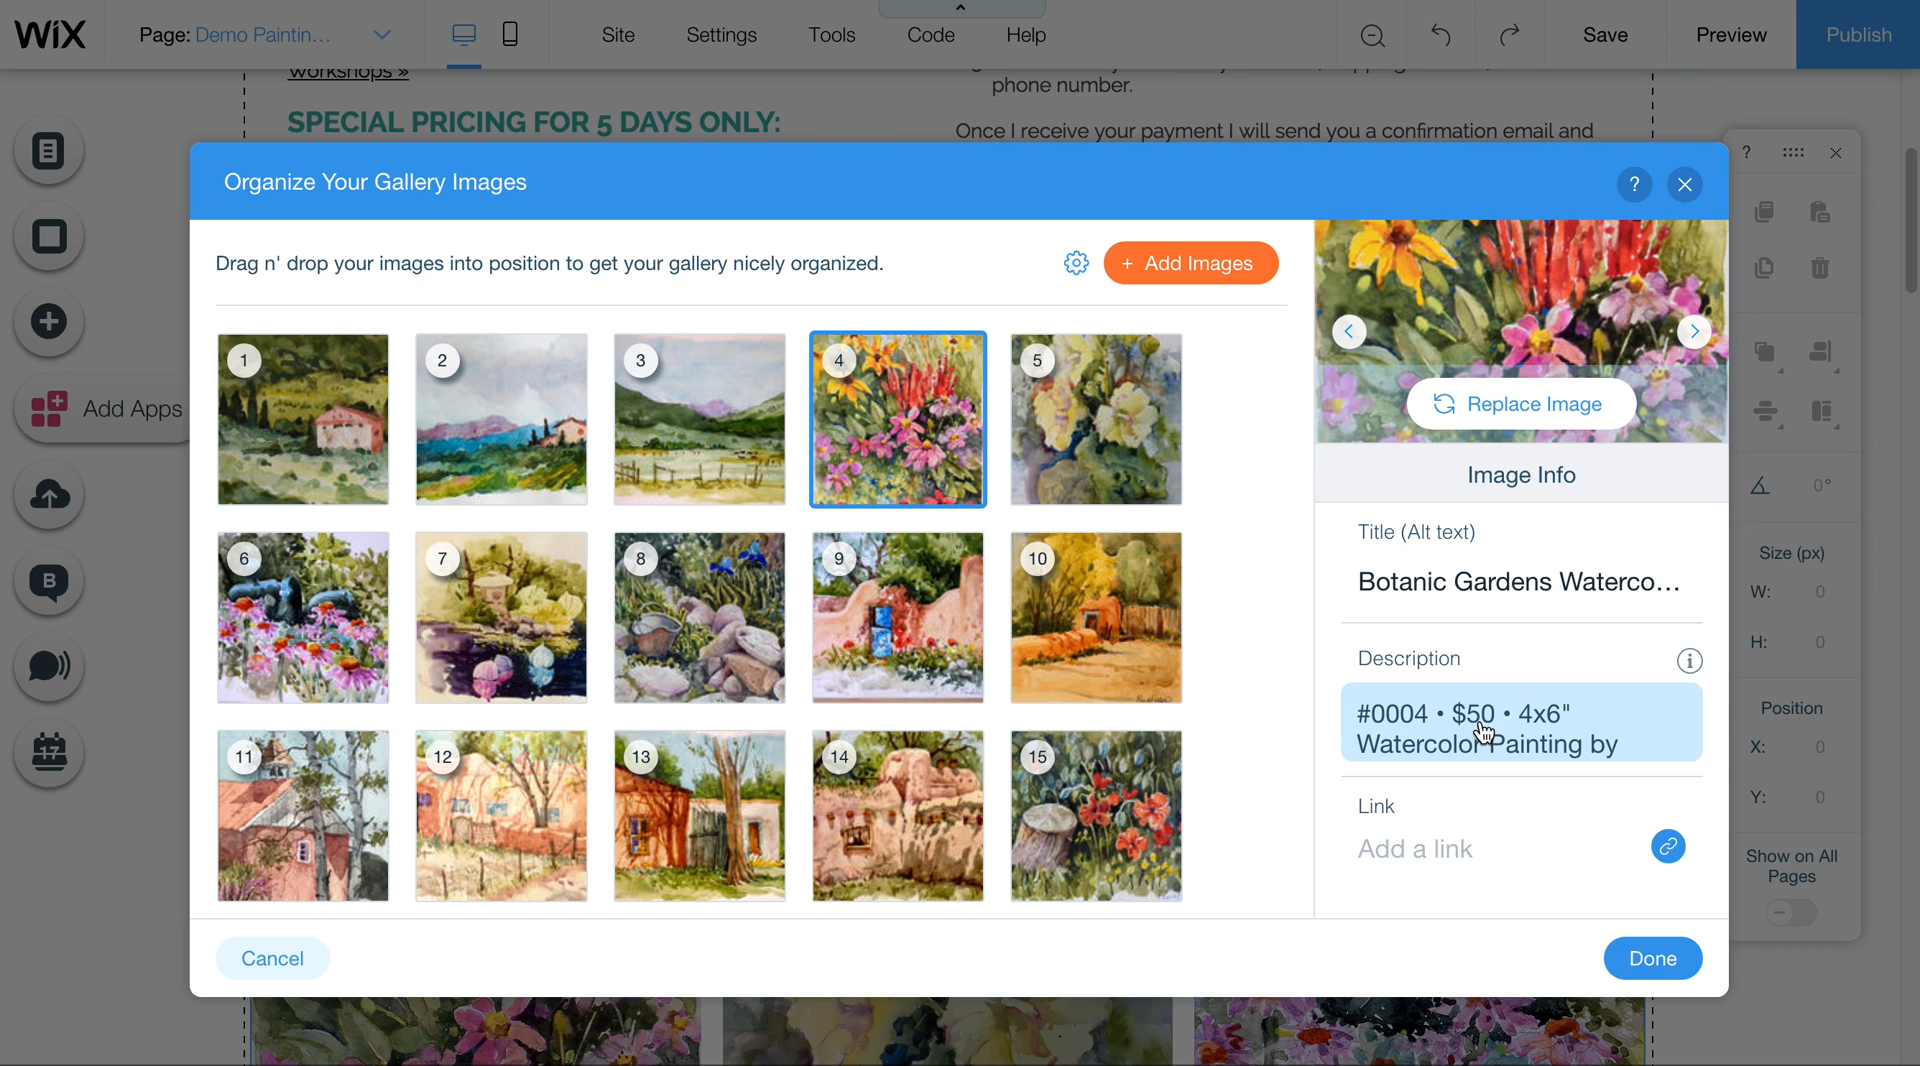 WiX
Page: Demo Paintin...
Site
Settings
Tools
Code
Help
Save
Preview
Publish
Workshops »
phone number.
SPECIAL PRICING FOR 5 DAYS ONLY:
Once I receive your payment I will send you a confirmation email and
Organize Your Gallery Images
?
?
Drag n' drop your images into position to get your gallery nicely organized.
+ Add Images
1
2
3
4
5
Replace Image
Add Apps
Image Info
0°
Title (Alt text)
Botanic Gardens Waterco...
Size (px)
W: 0
H: 0
6
7
8
9
10
B
Description
i
#0004 • $50 • 4x6"
Watercolor Painting by
Position
X: 0
Y: 0
17
11
12
13
14
15
Link
Add a link
Show on All
Pages
Cancel
Done